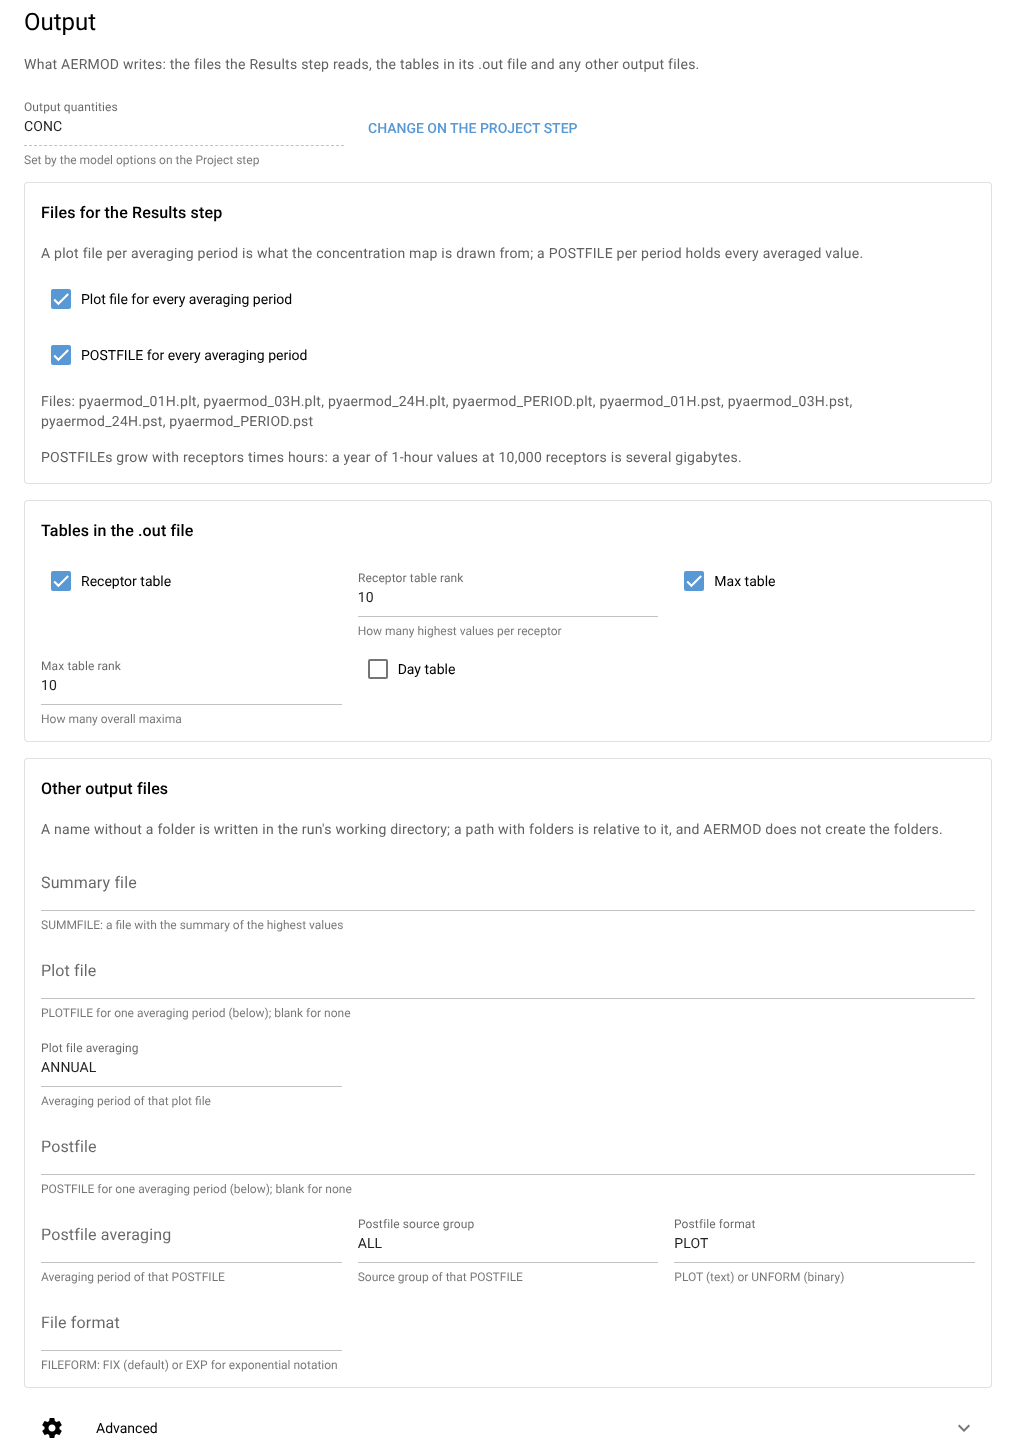 Output
What AERMOD writes: the files the Results step reads, the tables in its .out file and any other output files.
Output quantities
CONC
CHANGE ON THE PROJECT STEP
Set by the model options on the Project step
Files for the Results step
A plot file per averaging period is what the concentration map is drawn from; a POSTFILE per period holds every averaged value.
Plot file for every averaging period
POSTFILE for every averaging period
Files: pyaermod_01H.plt, pyaermod_03H.plt, pyaermod_24H.plt, pyaermod_PERIOD.plt, pyaermod_01H.pst, pyaermod_03H.pst,
pyaermod_24H.pst, pyaermod_PERIOD.pst
POSTFILEs grow with receptors times hours: a year of 1-hour values at 10,000 receptors is several gigabytes.
Tables in the .out file
Receptor table
Receptor table rank
10
How many highest values per receptor
Max table
Max table rank
10
How many overall maxima
Day table
Other output files
A name without a folder is written in the run's working directory; a path with folders is relative to it, and AERMOD does not create the folders.
Summary file
SUMMFILE: a file with the summary of the highest values
Plot file
PLOTFILE for one averaging period (below); blank for none
Plot file averaging
ANNUAL
Averaging period of that plot file
Postfile
POSTFILE for one averaging period (below); blank for none
Postfile averaging
Averaging period of that POSTFILE
Postfile source group
ALL
Source group of that POSTFILE
Postfile format
PLOT
PLOT (text) or UNFORM (binary)
File format
FILEFORM: FIX (default) or EXP for exponential notation
Advanced